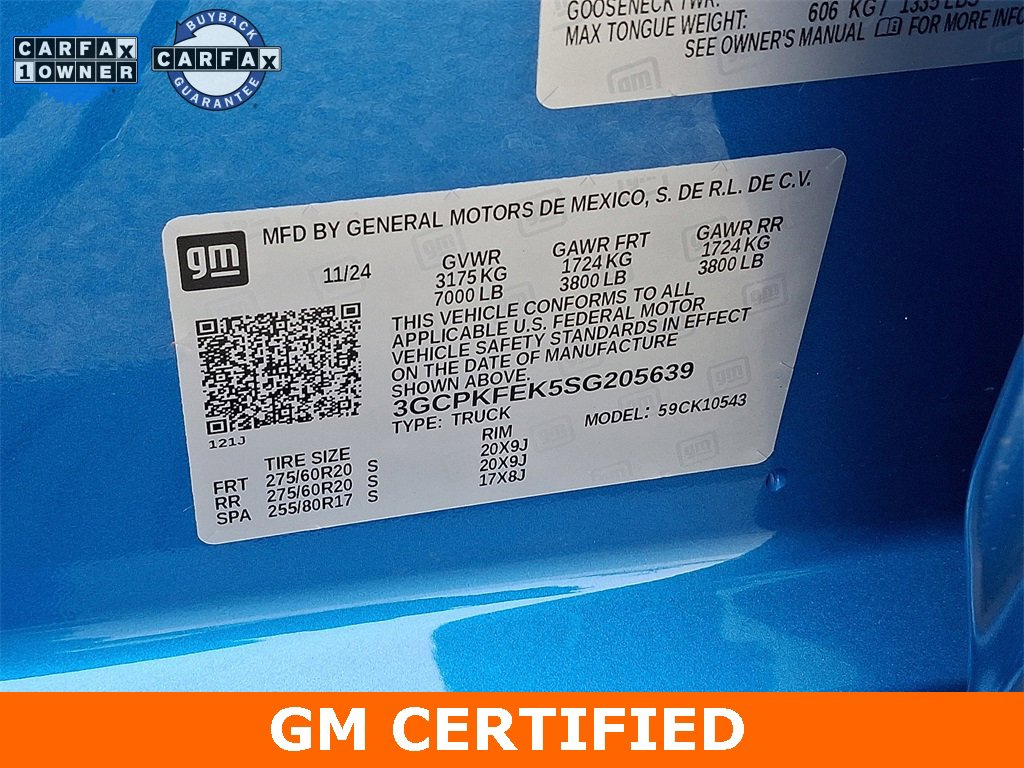 CARFAX
1 OWNER
BUYBACK
CARFAX
GUARANTEE
GOOSENECK TWR:
MAX TONGUE WEIGHT: 606 KG / 1335 LBS
SEE OWNER'S MANUAL FOR MORE IN
gm
MFD BY GENERAL MOTORS DE MEXICO, S. DE R.L. DE C.V.
11/24 GVWR GAWR FRT GAWR RR
3175 KG 1724 KG 1724 KG
7000 LB 3800 LB 3800 LB
THIS VEHICLE CONFORMS TO ALL
APPLICABLE U.S. FEDERAL MOTOR
VEHICLE SAFETY STANDARDS IN EFFECT
ON THE DATE OF MANUFACTURE
SHOWN ABOVE.
3GCPKFEK5SG205639
TYPE: TRUCK MODEL: 59CK10543
121J
TIRE SIZE RIM
FRT 275/60R20 S 20X9J
RR 275/60R20 S 20X9J
SPA 255/80R17 S 17X8J
GM CERTIFIED